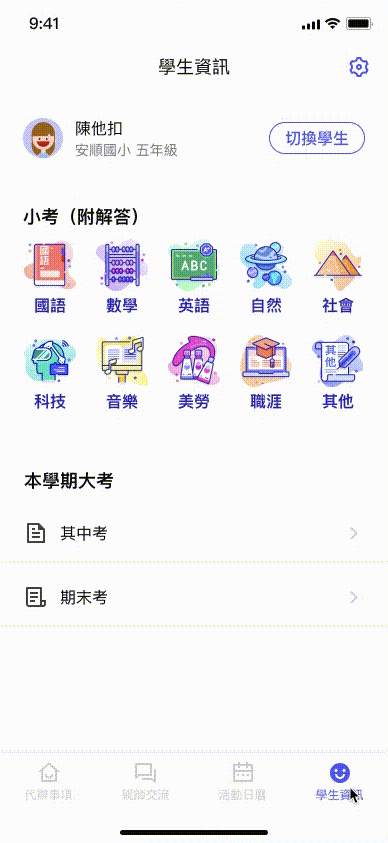 9:41
學生資訊
陳他扣
安順國小 五年級
切換學生
小考（附解答）
國語
ABC
國語 數學 英語 自然 社會
其他
科技 音樂 美勞 職涯 其他
本學期大考
其中考
期末考
代辦事項 親師交流 活動日曆 學生資訊